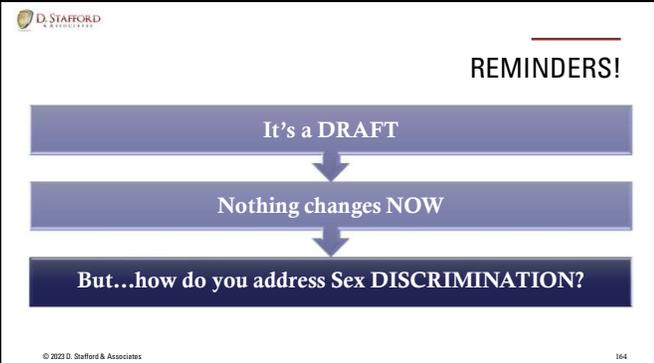 D. STAFFORD
& ASSOCIATES
REMINDERS!
It's a DRAFT
Nothing changes NOW
But...how do you address Sex DISCRIMINATION?
© 2023 D. Stafford & Associates
164